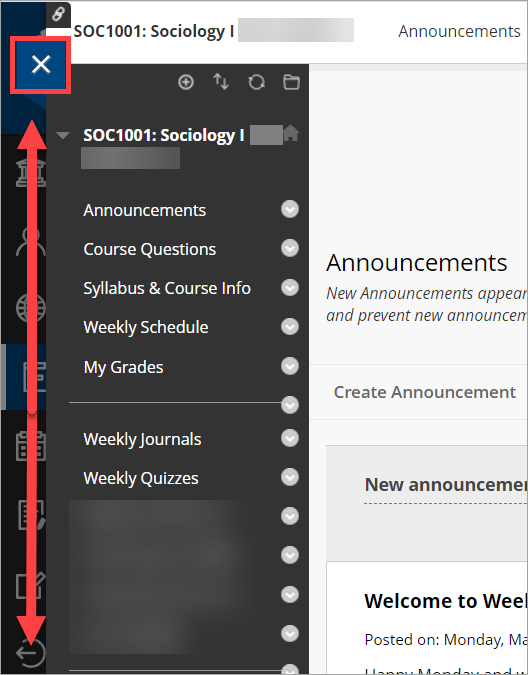 SOC1001: Sociology I
Announcements
SOC1001: Sociology I
Announcements
Course Questions
Syllabus & Course Info
Weekly Schedule
My Grades
Weekly Journals
Weekly Quizzes
Announcements
New Announcements appear
and prevent new announcem
Create Announcement
New announcemen
Welcome to Week
Posted on: Monday, Ma
Happy Monday and w